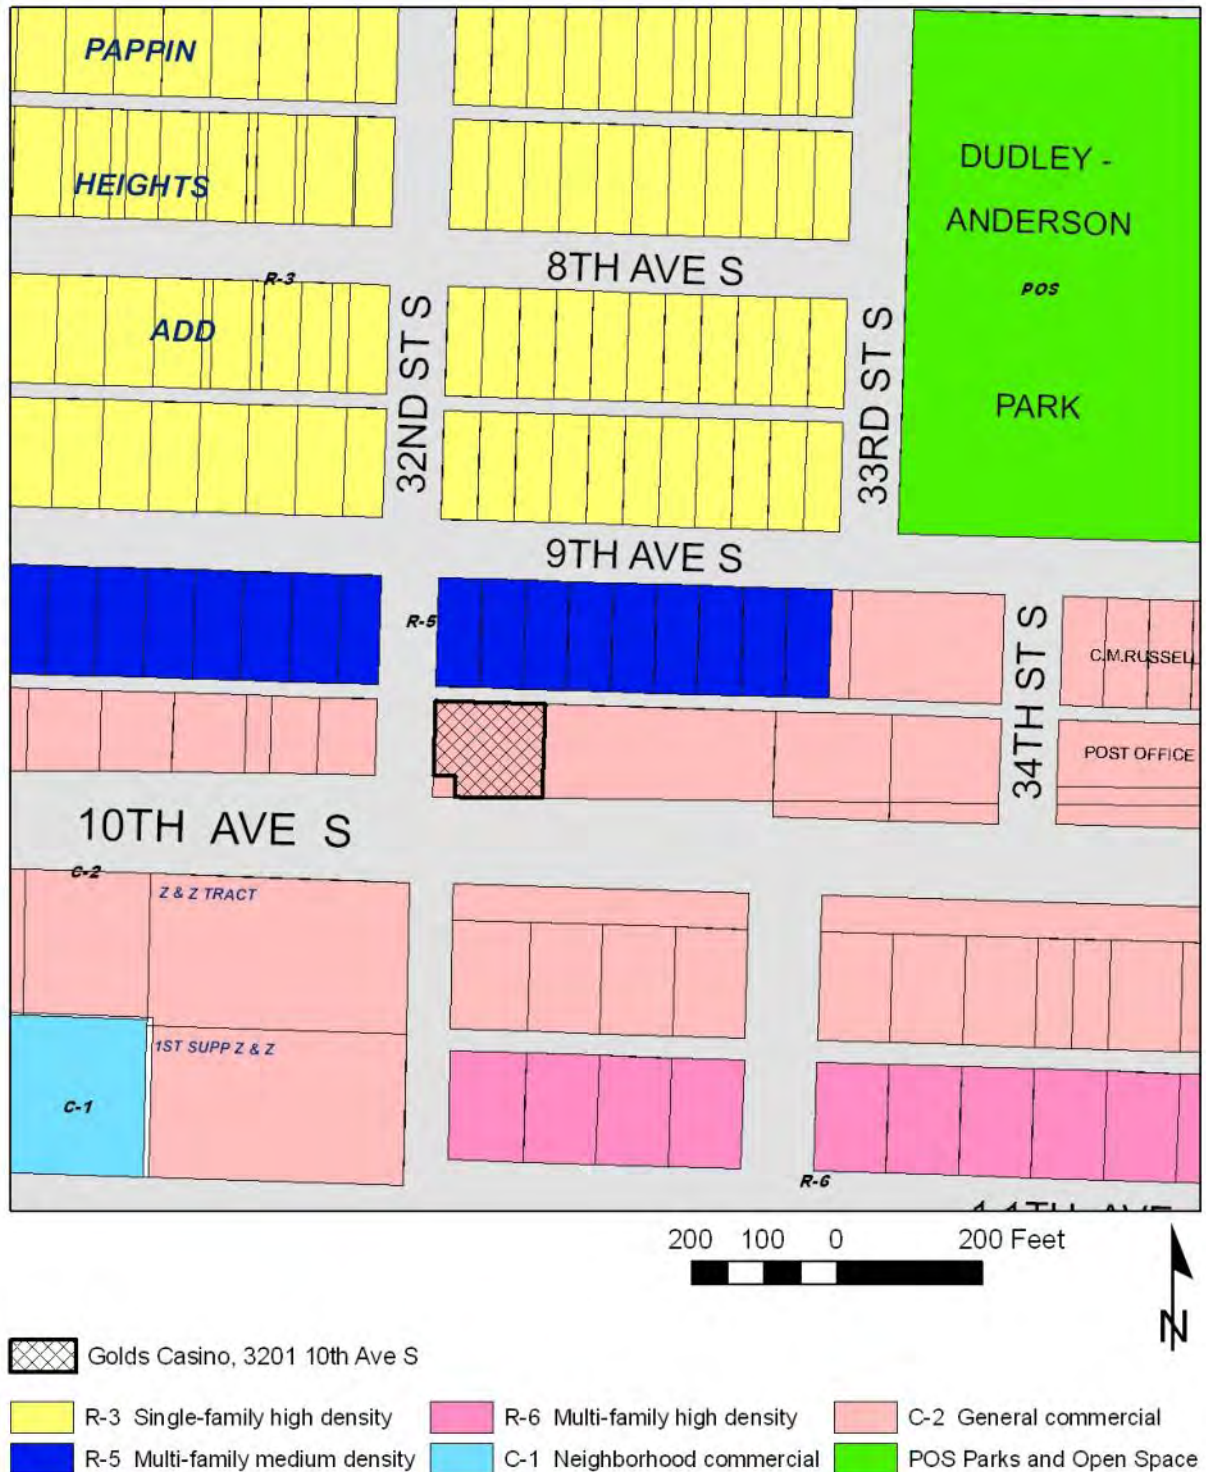 PAPPIN
HEIGHTS
R-3
ADD
8TH AVE S
32ND ST S
33RD ST S
DUDLEY -
ANDERSON
POS
PARK
9TH AVE S
R-5
34TH ST S
C.M.RUSSELL
POST OFFICE
10TH AVE S
C-2
Z & Z TRACT
1ST SUPP Z & Z
C-1
R-6
11TH AVE
200 100 0 200 Feet
N
Golds Casino, 3201 10th Ave S
R-3 Single-family high density
R-6 Multi-family high density
C-2 General commercial
R-5 Multi-family medium density
C-1 Neighborhood commercial
POS Parks and Open Space